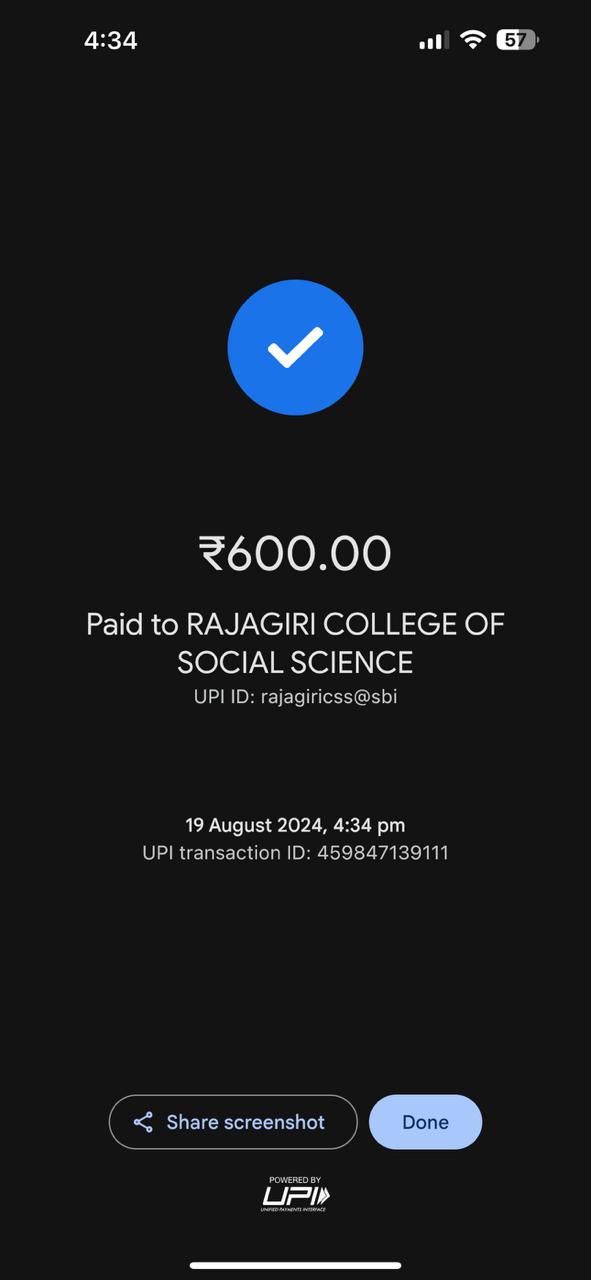 4:34
57
₹600.00
Paid to RAJAGIRI COLLEGE OF
SOCIAL SCIENCE
UPI ID: rajagiricss@sbi
19 August 2024, 4:34 pm
UPI transaction ID: 459847139111
Share screenshot
Done
POWERED BY
UPI
UNIFIED PAYMENTS INTERFACE